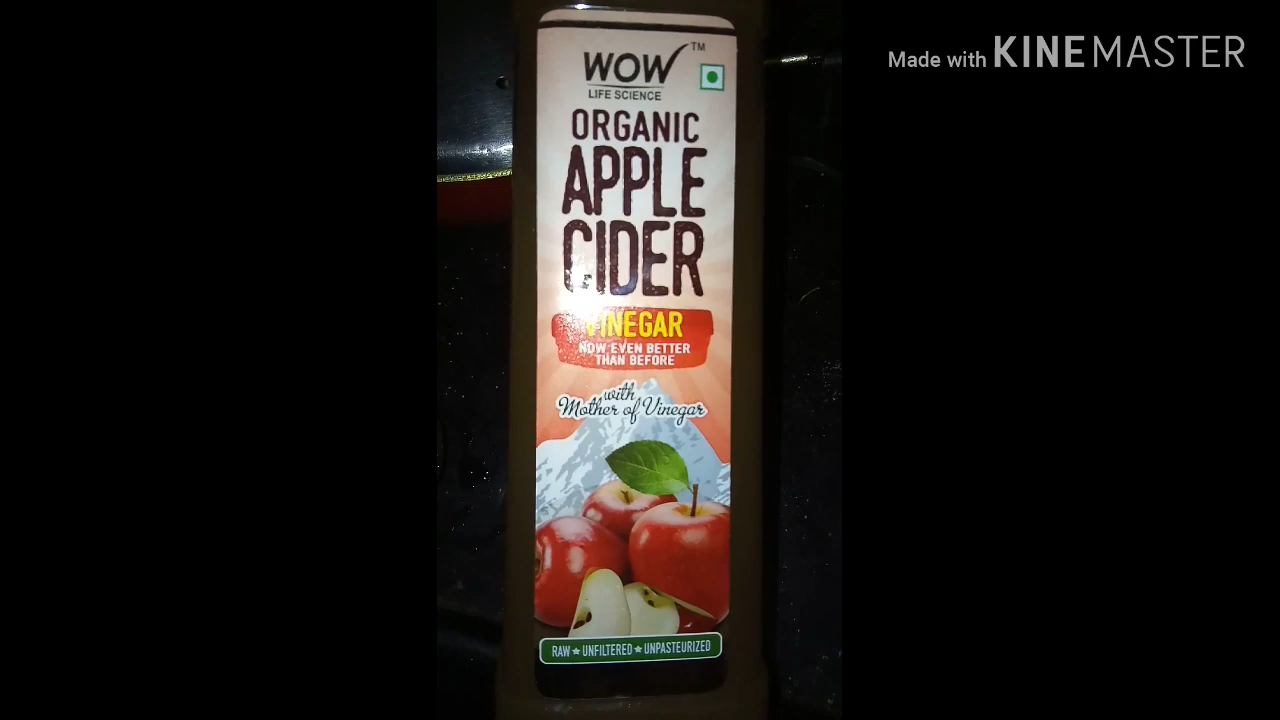 Made with KINEMASTER
WOW TM
LIFE SCIENCE
ORGANIC
APPLE
CIDER
VINEGAR
NOW EVEN BETTER
THAN BEFORE
with
Mother of Vinegar
RAW ★ UNFILTERED ★ UNPASTEURIZED